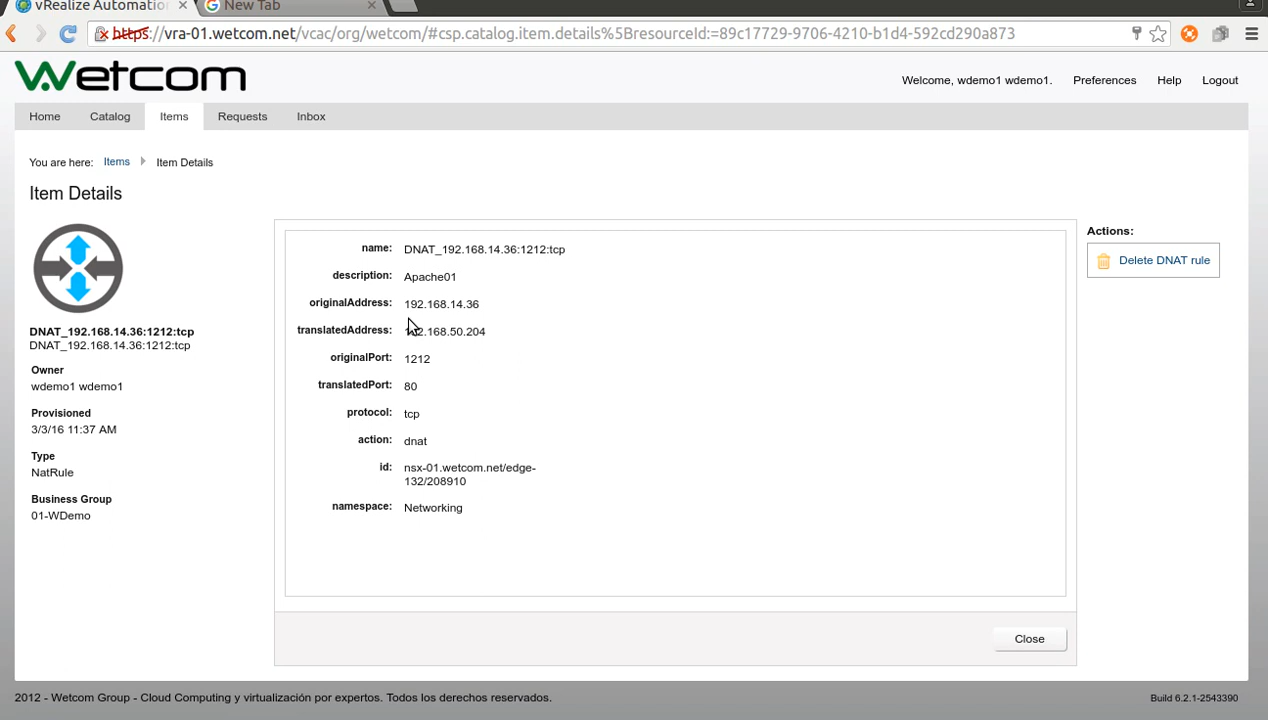 vRealize Automation
New Tab
https://vra-01.wetcom.net/vcac/org/wetcom/#csp.catalog.item.details%5BresourceId:=89c17729-9706-4210-b1d4-592cd290a873
Wetcom
Welcome, wdemo1 wdemo1. Preferences Help Logout
Home Catalog Items Requests Inbox
You are here: Items Item Details
Item Details
DNAT_192.168.14.36:1212:tcp
DNAT_192.168.14.36:1212:tcp
Owner
wdemo1 wdemo1
Provisioned
3/3/16 11:37 AM
Type
NatRule
Business Group
01-WDemo
name: DNAT_192.168.14.36:1212:tcp
description: Apache01
originalAddress: 192.168.14.36
translatedAddress: 192.168.50.204
originalPort: 1212
translatedPort: 80
protocol: tcp
action: dnat
id: nsx-01.wetcom.net/edge-
132/208910
namespace: Networking
Close
Actions:
Delete DNAT rule
2012 - Wetcom Group - Cloud Computing y virtualización por expertos. Todos los derechos reservados.
Build 6.2.1-2543390